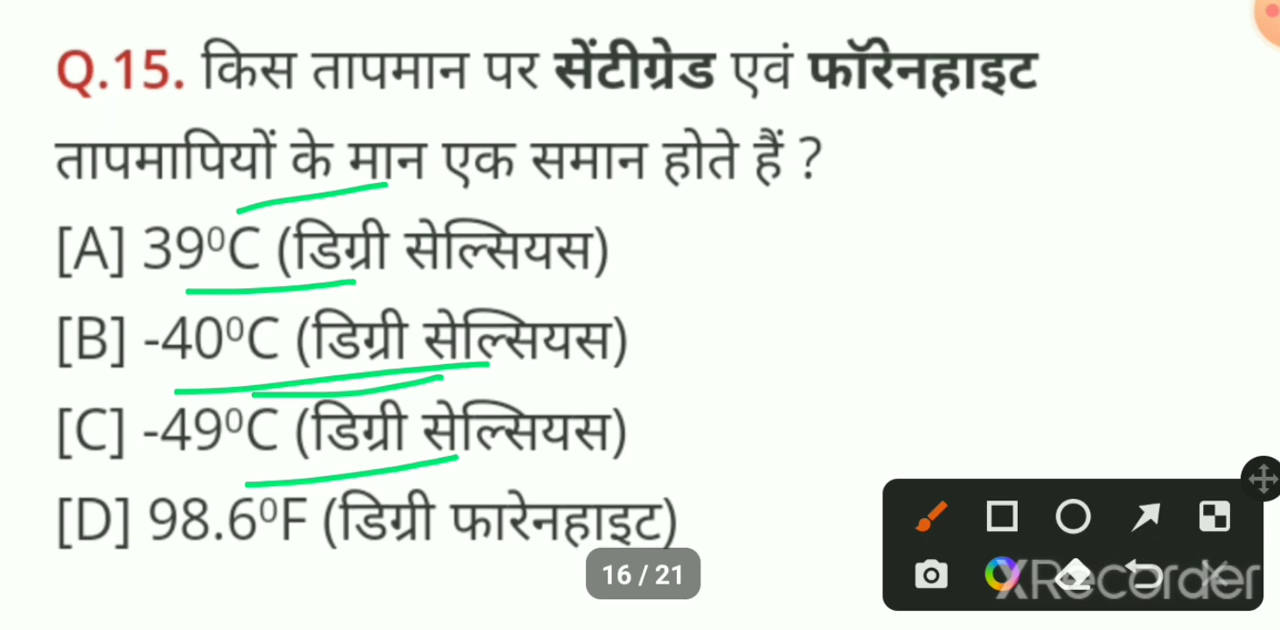 Q.15. किस तापमान पर सेंटीग्रेड एवं फॉरेनहाइट
तापमापियों के मान एक समान होते हैं ?
[A] 39⁰C (डिग्री सेल्सियस)
[B] -40⁰C (डिग्री सेल्सियस)
[C] -49⁰C (डिग्री सेल्सियस)
[D] 98.6⁰F (डिग्री फारेनहाइट)
16 / 21
XRecorder